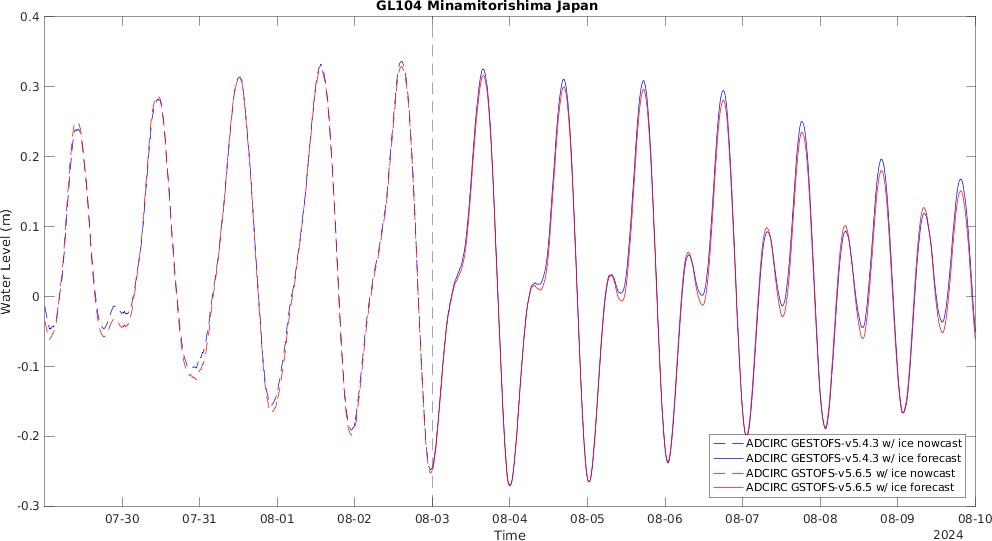 GL104 Minamitorishima Japan
0.4
0.3
0.2
0.1
0
-0.1
-0.2
-0.3
Water Level (m)
ADCIRC GESTOFS-v5.4.3 w/ ice nowcast
ADCIRC GESTOFS-v5.4.3 w/ ice forecast
ADCIRC GSTOFS-v5.6.5 w/ ice nowcast
ADCIRC GSTOFS-v5.6.5 w/ ice forecast
07-30 07-31 08-01 08-02 08-03 08-04 08-05 08-06 08-07 08-08 08-09 08-10
Time
2024